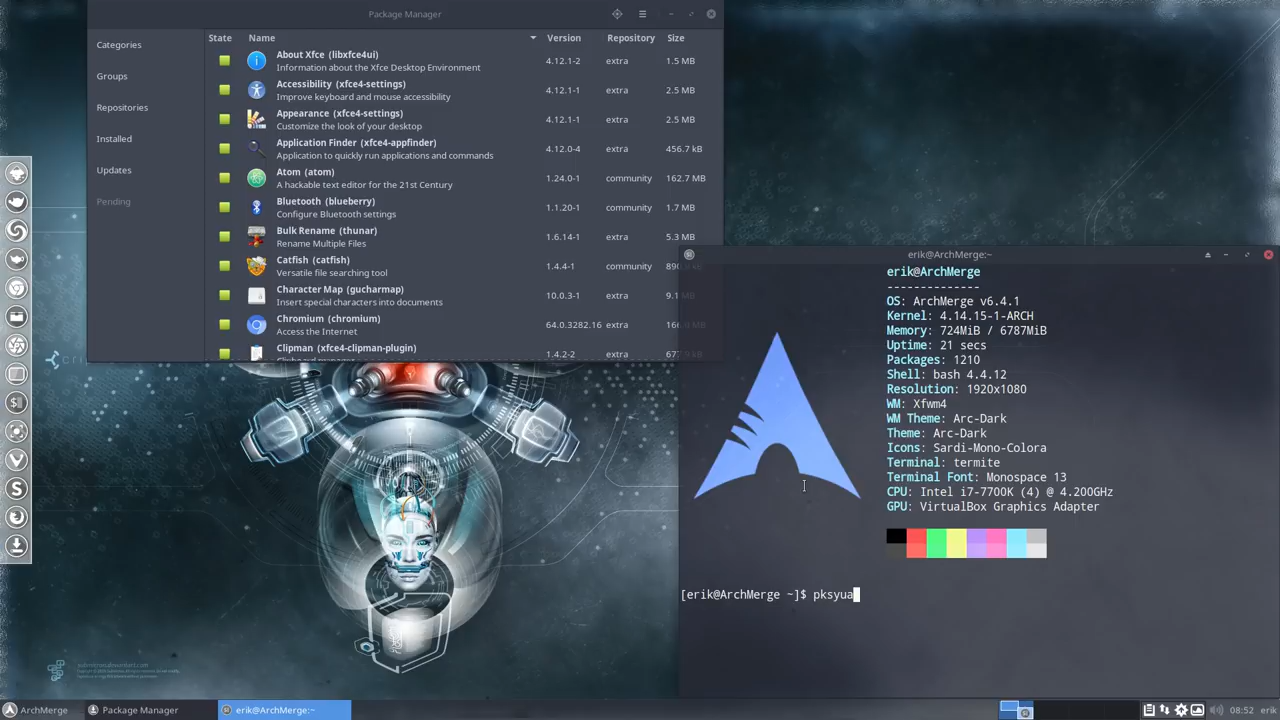 Package Manager
Categories
Groups
Repositories
Installed
Updates
Pending
State Name Version Repository Size
About Xfce (libxfce4ui)
Information about the Xfce Desktop Environment
4.12.1-2 extra 1.5 MB
Accessibility (xfce4-settings)
Improve keyboard and mouse accessibility
4.12.1-1 extra 2.5 MB
Appearance (xfce4-settings)
Customize the look of your desktop
4.12.1-1 extra 2.5 MB
Application Finder (xfce4-appfinder)
Application to quickly run applications and commands
4.12.0-4 extra 456.7 kB
Atom (atom)
A hackable text editor for the 21st Century
1.24.0-1 community 162.7 MB
Bluetooth (blueberry)
Configure Bluetooth settings
1.1.20-1 community 1.7 MB
Bulk Rename (thunar)
Rename Multiple Files
1.6.14-1 extra 5.3 MB
Catfish (catfish)
Versatile file searching tool
1.4.4-1 community
Character Map (gucharmap)
Insert special characters into documents
10.0.3-1 extra
Chromium (chromium)
Access the Internet
64.0.3282.16 extra
Clipman (xfce4-clipman-plugin)
1.4.2-2 extra
erik@ArchMerge:~
erik@ArchMerge
--------------
OS: ArchMerge v6.4.1
Kernel: 4.14.15-1-ARCH
Memory: 724MiB / 6787MiB
Uptime: 21 secs
Packages: 1210
Shell: bash 4.4.12
Resolution: 1920x1080
WM: Xfwm4
WM Theme: Arc-Dark
Theme: Arc-Dark
Icons: Sardi-Mono-Colora
Terminal: termite
Terminal Font: Monospace 13
CPU: Intel i7-7700K (4) @ 4.200GHz
GPU: VirtualBox Graphics Adapter
[erik@ArchMerge ~]$ pksyua
ArchMerge
Package Manager
erik@ArchMerge:~
08:52 erik